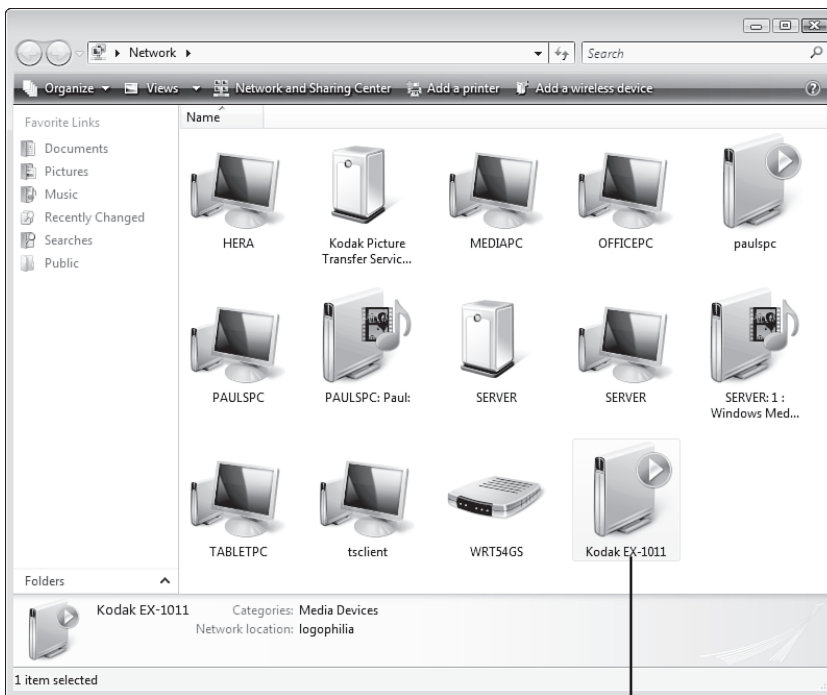 Network
Search
Organize Views Network and Sharing Center Add a printer Add a wireless device
Favorite Links
Documents
Pictures
Music
Recently Changed
Searches
Public
Folders
Name
HERA
Kodak Picture
Transfer Servic...
MEDIAPC
OFFICEPC
paulspc
PAULSPC
PAULSPC: Paul:
SERVER
SERVER
SERVER: 1 :
Windows Med...
TABLETPC
tsclient
WRT54GS
Kodak EX-1011
Kodak EX-1011
Categories: Media Devices
Network location: logophilia
1 item selected